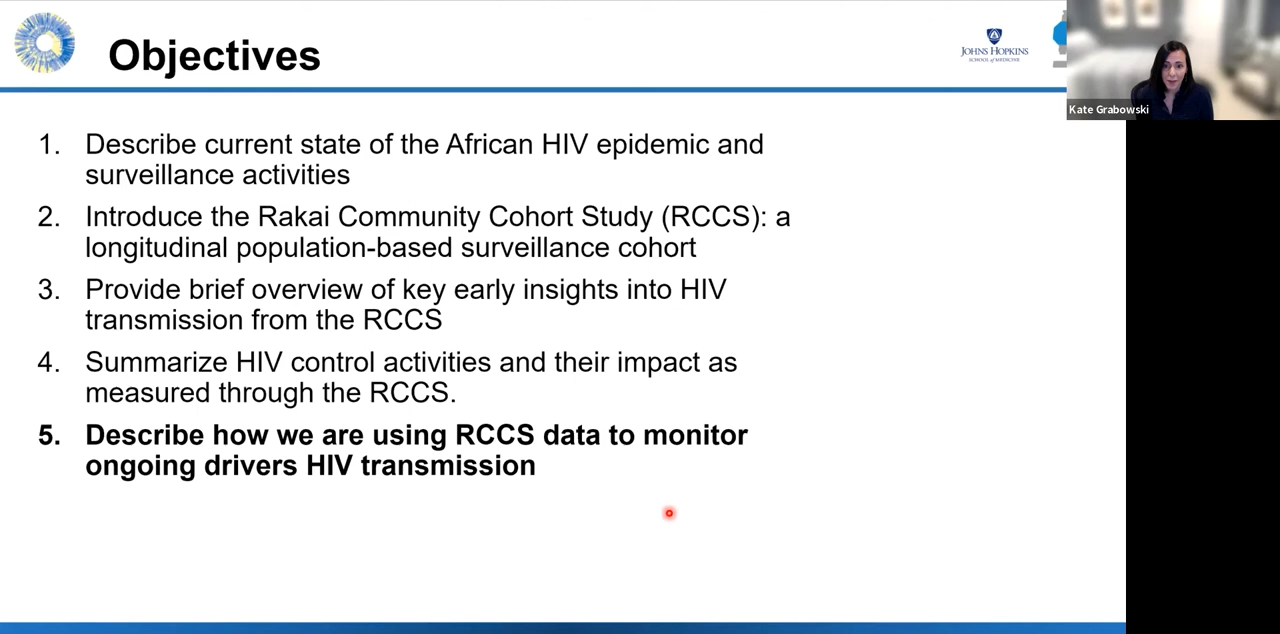 Objectives
JOHNS HOPKINS
SCHOOL of MEDICINE
Kate Grabowski
1. Describe current state of the African HIV epidemic and
surveillance activities
2. Introduce the Rakai Community Cohort Study (RCCS): a
longitudinal population-based surveillance cohort
3. Provide brief overview of key early insights into HIV
transmission from the RCCS
4. Summarize HIV control activities and their impact as
measured through the RCCS.
5. Describe how we are using RCCS data to monitor
ongoing drivers HIV transmission